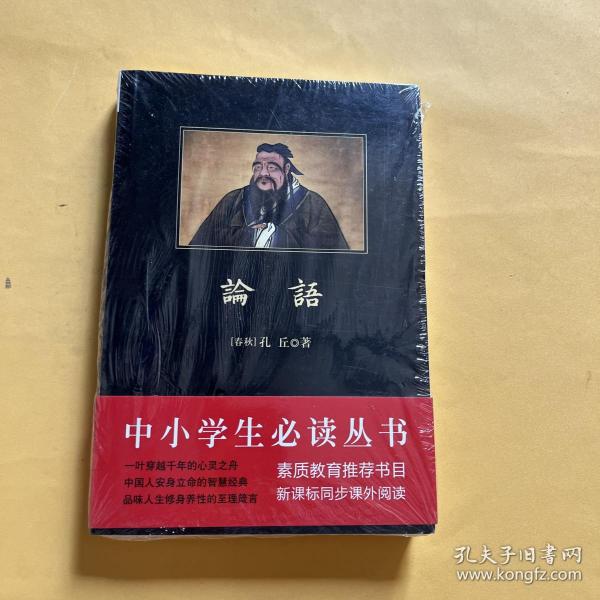 論 語
[春秋]孔 丘◎著
中小学生必读丛书
一叶穿越千年的心灵之舟
中国人安身立命的智慧经典
品味人生修身养性的至理箴言
素质教育推荐书目
新课标同步课外阅读
孔夫子旧書网
www.kongfz.com